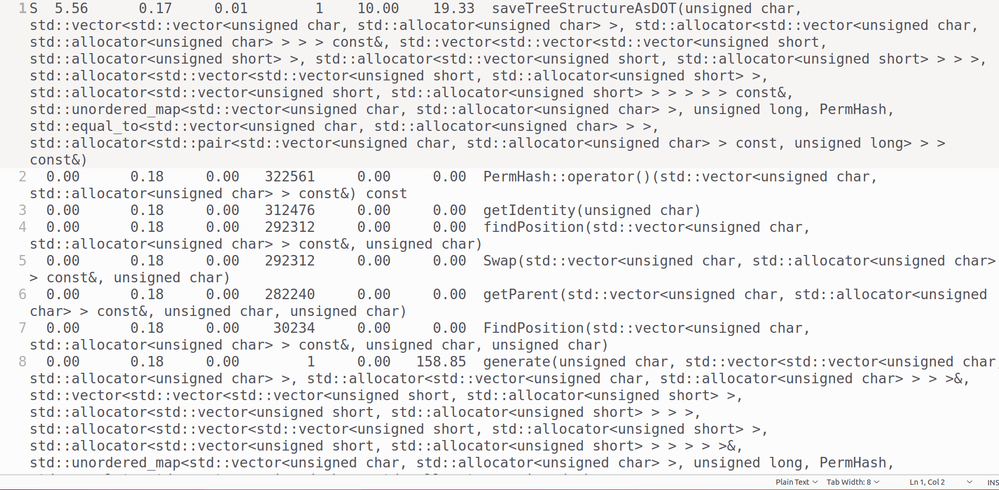 1 S  5.56      0.17     0.01        1    10.00    19.33  saveTreeStructureAsDOT(unsigned char,
std::vector<std::vector<unsigned char, std::allocator<unsigned char> >, std::allocator<std::vector<unsigned char,
std::allocator<unsigned char> > > > const&, std::vector<std::vector<std::vector<unsigned short,
std::allocator<unsigned short> >, std::allocator<std::vector<unsigned short, std::allocator<unsigned short> > > >,
std::allocator<std::vector<std::vector<unsigned short, std::allocator<unsigned short> >,
std::allocator<std::vector<unsigned short, std::allocator<unsigned short> > > > > > const&,
std::unordered_map<std::vector<unsigned char, std::allocator<unsigned char> >, unsigned long, PermHash,
std::equal_to<std::vector<unsigned char, std::allocator<unsigned char> > >,
std::allocator<std::pair<std::vector<unsigned char, std::allocator<unsigned char> > const, unsigned long> > >
const&)
2   0.00      0.18     0.00   322561     0.00     0.00  PermHash::operator()(std::vector<unsigned char,
std::allocator<unsigned char> > const&) const
3   0.00      0.18     0.00   312476     0.00     0.00  getIdentity(unsigned char)
4   0.00      0.18     0.00   292312     0.00     0.00  findPosition(std::vector<unsigned char,
std::allocator<unsigned char> > const&, unsigned char)
5   0.00      0.18     0.00   292312     0.00     0.00  Swap(std::vector<unsigned char, std::allocator<unsigned char>
> const&, unsigned char)
6   0.00      0.18     0.00   282240     0.00     0.00  getParent(std::vector<unsigned char, std::allocator<unsigned
char> > const&, unsigned char, unsigned char)
7   0.00      0.18     0.00    30234     0.00     0.00  FindPosition(std::vector<unsigned char,
std::allocator<unsigned char> > const&, unsigned char, unsigned char)
8   0.00      0.18     0.00        1     0.00   158.85  generate(unsigned char, std::vector<std::vector<unsigned char,
std::allocator<unsigned char> >, std::allocator<std::vector<unsigned char, std::allocator<unsigned char> > > >&,
std::vector<std::vector<std::vector<unsigned short, std::allocator<unsigned short> >,
std::allocator<std::vector<unsigned short, std::allocator<unsigned short> > > >,
std::allocator<std::vector<std::vector<unsigned short, std::allocator<unsigned short> >,
std::allocator<std::vector<unsigned short, std::allocator<unsigned short> > > > > >&,
std::unordered_map<std::vector<unsigned char, std::allocator<unsigned char> >, unsigned long, PermHash,
Plain Text Tab Width: 8 Ln 1, Col 2 INS